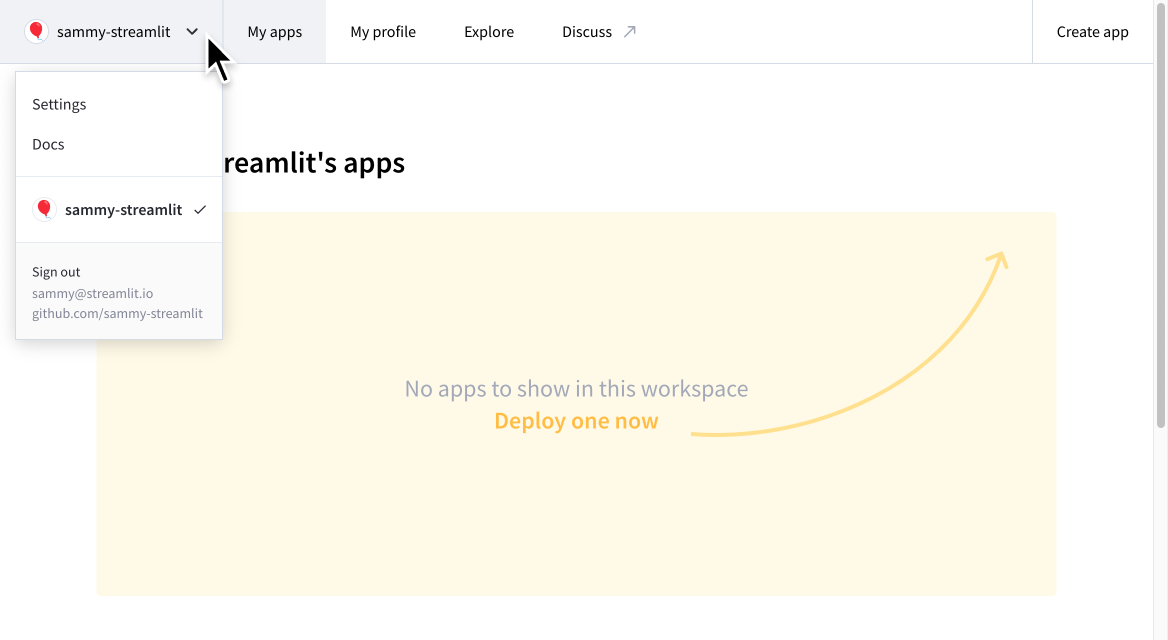 sammy-streamlit
My apps
My profile
Explore
Discuss
Create app
Settings
Docs
sammy-streamlit
Sign out
sammy@streamlit.io
github.com/sammy-streamlit
reamlit's apps
No apps to show in this workspace
Deploy one now